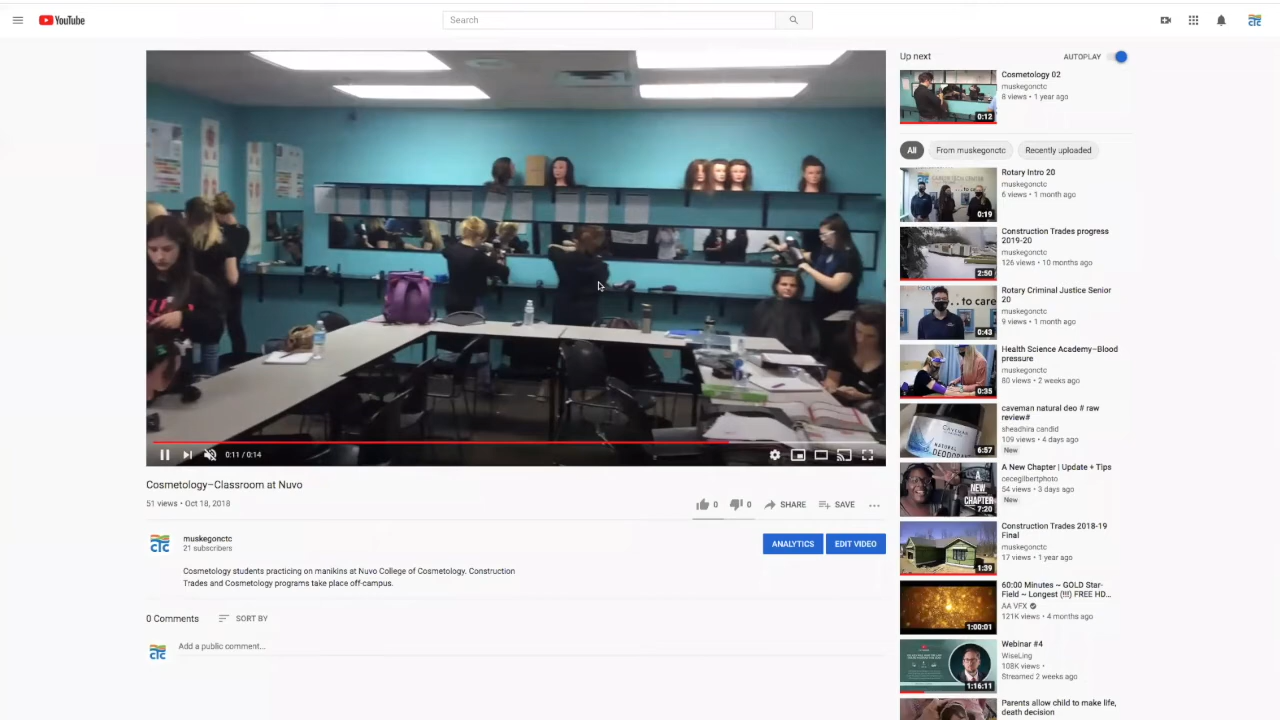 YouTube
Search
ctc
Up next
AUTOPLAY
Cosmetology 02
muskegonctc
8 views • 1 year ago
0:12
All
From muskegonctc
Recently uploaded
Rotary Intro 20
muskegonctc
6 views • 1 month ago
0:19
Construction Trades progress
2019-20
muskegonctc
126 views • 10 months ago
2:50
Rotary Criminal Justice Senior
20
muskegonctc
9 views • 1 month ago
...to care
0:43
Health Science Academy–Blood
pressure
muskegonctc
80 views • 2 weeks ago
0:35
caveman natural deo # raw
review#
sheadhira candid
109 views • 4 days ago
New
6:57
A New Chapter | Update + Tips
cecegilbertphoto
54 views • 3 days ago
New
A
NEW
CHAPTER
7:20
Construction Trades 2018-19
Final
muskegonctc
17 views • 1 year ago
1:39
60:00 Minutes ~ GOLD Star-
Field ~ Longest (!!!) FREE HD...
AA VFX
121K views • 4 months ago
1:00:01
Webinar #4
WiseLing
108K views •
Streamed 2 weeks ago
1:16:11
Parents allow child to make life,
death decision
0:11 / 0:14
Cosmetology–Classroom at Nuvo
51 views • Oct 18, 2018
0
0
SHARE
SAVE
ctc
muskegonctc
21 subscribers
ANALYTICS
EDIT VIDEO
Cosmetology students practicing on manikins at Nuvo College of Cosmetology. Construction
Trades and Cosmetology programs take place off-campus.
0 Comments
SORT BY
ctc
Add a public comment...